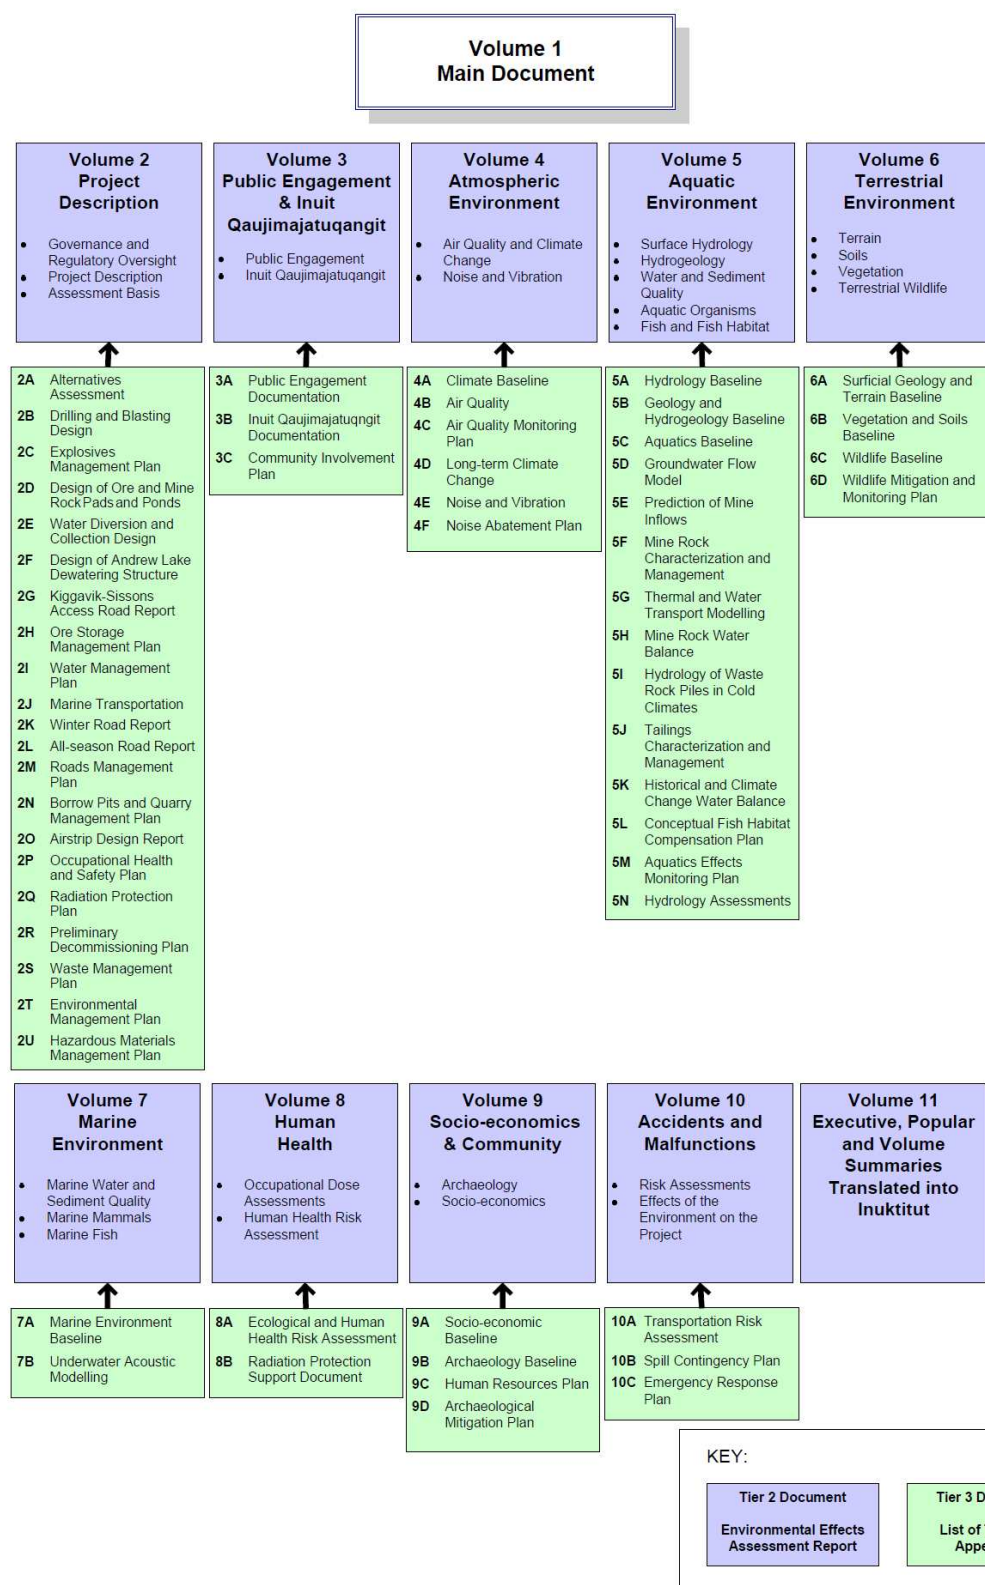 Volume 1
Main Document
Volume 2
Project
Description
• Governance and
Regulatory Oversight
• Project Description
• Assessment Basis
Volume 3
Public Engagement
& Inuit
Qaujimajatuqangit
• Public Engagement
• Inuit Qaujimajatuqangit
Volume 4
Atmospheric
Environment
• Air Quality and Climate
Change
• Noise and Vibration
Volume 5
Aquatic
Environment
• Surface Hydrology
• Hydrogeology
• Water and Sediment
Quality
• Aquatic Organisms
• Fish and Fish Habitat
Volume 6
Terrestrial
Environment
• Terrain
• Soils
• Vegetation
• Terrestrial Wildlife
2A Alternatives
Assessment
2B Drilling and Blasting
Design
2C Explosives
Management Plan
2D Design of Ore and Mine
Rock Pads and Ponds
2E Water Diversion and
Collection Design
2F Design of Andrew Lake
Dewatering Structure
2G Kiggavik-Sissons
Access Road Report
2H Ore Storage
Management Plan
2I Water Management
Plan
2J Marine Transportation
2K Winter Road Report
2L All-season Road Report
2M Roads Management
Plan
2N Borrow Pits and Quarry
Management Plan
2O Airstrip Design Report
2P Occupational Health
and Safety Plan
2Q Radiation Protection
Plan
2R Preliminary
Decommissioning Plan
2S Waste Management
Plan
2T Environmental
Management Plan
2U Hazardous Materials
Management Plan
3A Public Engagement
Documentation
3B Inuit Qaujimajatuqngit
Documentation
3C Community Involvement
Plan
4A Climate Baseline
4B Air Quality
4C Air Quality Monitoring
Plan
4D Long-term Climate
Change
4E Noise and Vibration
4F Noise Abatement Plan
5A Hydrology Baseline
5B Geology and
Hydrogeology Baseline
5C Aquatics Baseline
5D Groundwater Flow
Model
5E Prediction of Mine
Inflows
5F Mine Rock
Characterization and
Management
5G Thermal and Water
Transport Modelling
5H Mine Rock Water
Balance
5I Hydrology of Waste
Rock Piles in Cold
Climates
5J Tailings
Characterization and
Management
5K Historical and Climate
Change Water Balance
5L Conceptual Fish Habitat
Compensation Plan
5M Aquatics Effects
Monitoring Plan
5N Hydrology Assessments
6A Surficial Geology and
Terrain Baseline
6B Vegetation and Soils
Baseline
6C Wildlife Baseline
6D Wildlife Mitigation and
Monitoring Plan
Volume 7
Marine
Environment
• Marine Water and
Sediment Quality
• Marine Mammals
• Marine Fish
Volume 8
Human
Health
• Occupational Dose
Assessments
• Human Health Risk
Assessment
Volume 9
Socio-economics
& Community
• Archaeology
• Socio-economics
Volume 10
Accidents and
Malfunctions
• Risk Assessments
• Effects of the
Environment on the
Project
Volume 11
Executive, Popular
and Volume
Summaries
Translated into
Inuktitut
7A Marine Environment
Baseline
7B Underwater Acoustic
Modelling
8A Ecological and Human
Health Risk Assessment
8B Radiation Protection
Support Document
9A Socio-economic
Baseline
9B Archaeology Baseline
9C Human Resources Plan
9D Archaeological
Mitigation Plan
10A Transportation Risk
Assessment
10B Spill Contingency Plan
10C Emergency Response
Plan
KEY:
Tier 2 Document
Environmental Effects
Assessment Report
Tier 3
List of